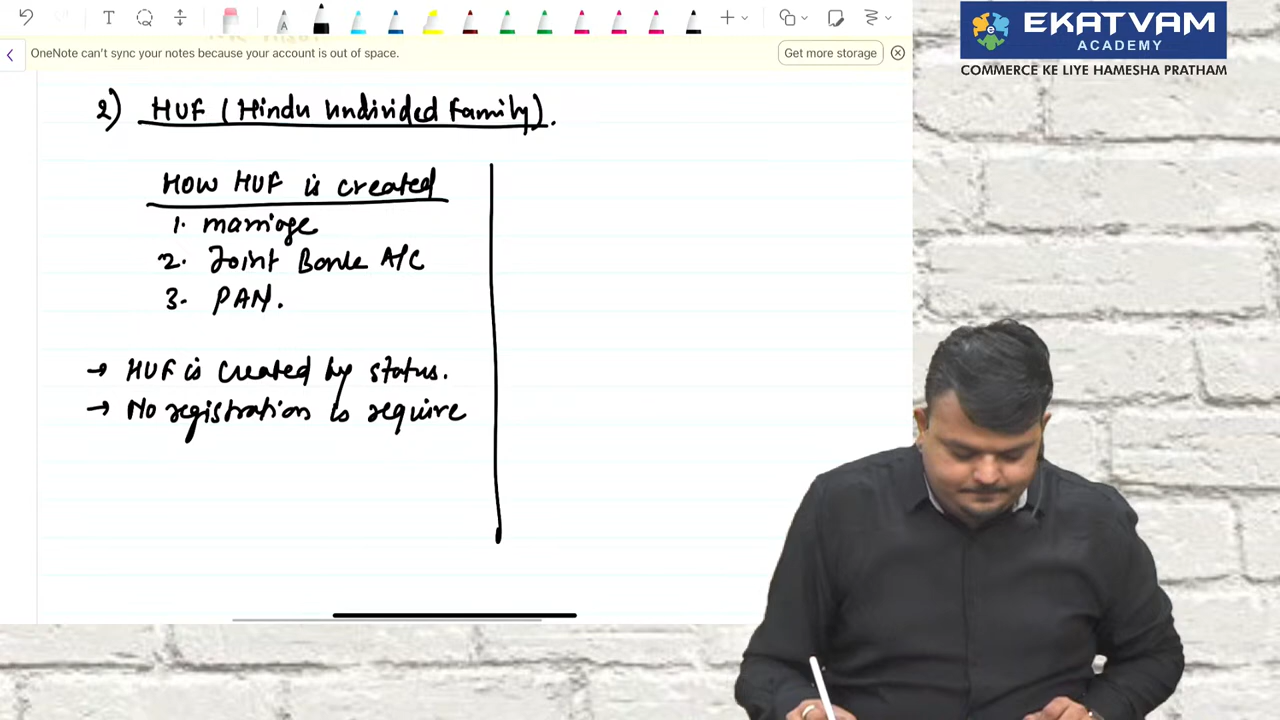 EKATVAM
ACADEMY
COMMERCE KE LIYE HAMESHA PRATHAM
OneNote can't sync your notes because your account is out of space.
Get more storage
2) HUF (Hindu Undivided Family).
How HUF is created
1. marriage
2. Joint Bank A/C
3. PAN.
→ HUF is created by status.
→ No registration is require